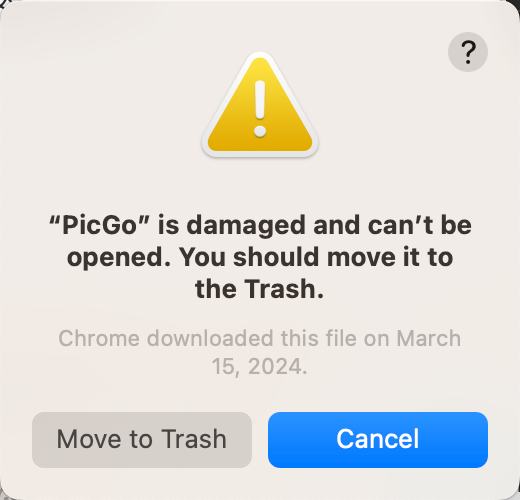 ?
“PicGo” is damaged and can’t be
opened. You should move it to
the Trash.
Chrome downloaded this file on March
15, 2024.
Move to Trash
Cancel